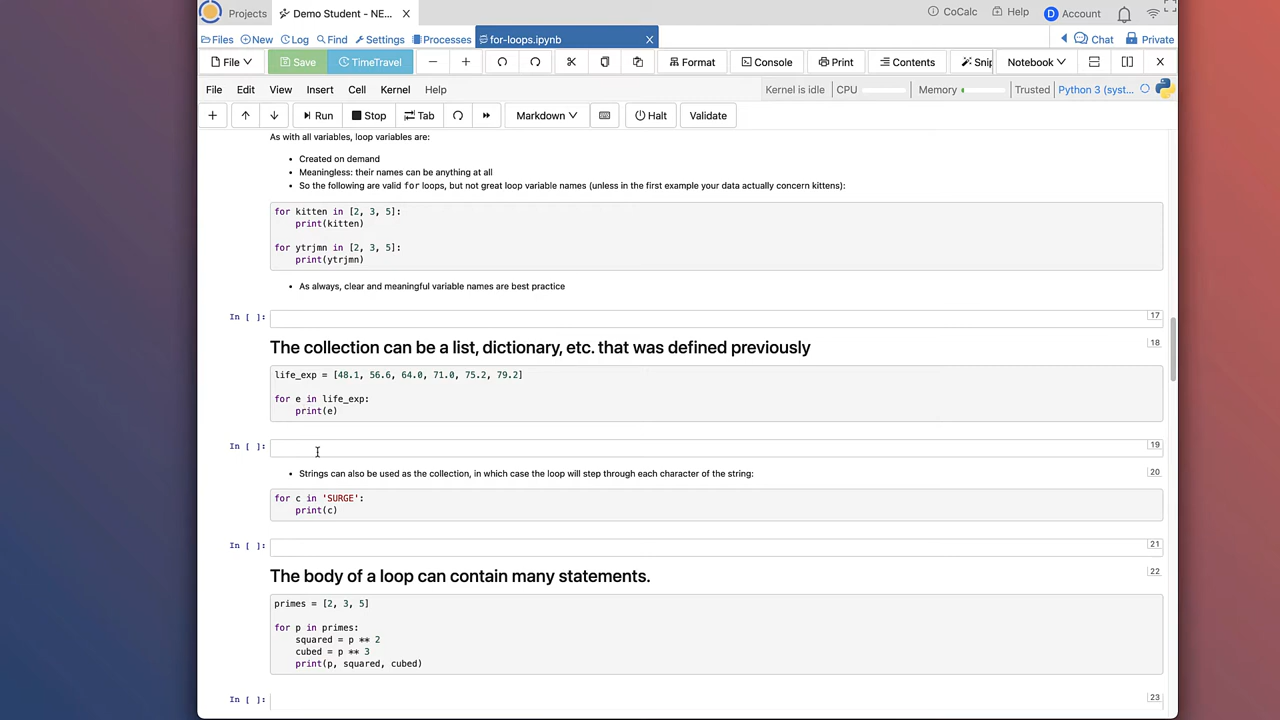 Projects
Demo Student - NE...
CoCalc
Help
Account
Files
New
Log
Find
Settings
Processes
for-loops.ipynb
Chat
Private
File
Save
TimeTravel
Format
Console
Print
Contents
Notebook
File Edit View Insert Cell Kernel Help
Kernel is idle
CPU
Memory
Trusted
Python 3 (syst...
Run
Stop
Tab
Markdown
Halt
Validate
As with all variables, loop variables are:
• Created on demand
• Meaningless: their names can be anything at all
• So the following are valid for loops, but not great loop variable names (unless in the first example your data actually concern kittens):
for kitten in [2, 3, 5]:
    print(kitten)
for ytrjmn in [2, 3, 5]:
    print(ytrjmn)
• As always, clear and meaningful variable names are best practice
In [ ]:
17
The collection can be a list, dictionary, etc. that was defined previously
18
life_exp = [48.1, 56.6, 64.0, 71.0, 75.2, 79.2]
for e in life_exp:
    print(e)
In [ ]:
19
• Strings can also be used as the collection, in which case the loop will step through each character of the string:
20
for c in 'SURGE':
    print(c)
In [ ]:
21
The body of a loop can contain many statements.
22
primes = [2, 3, 5]
for p in primes:
    squared = p ** 2
    cubed = p ** 3
    print(p, squared, cubed)
In [ ]:
23